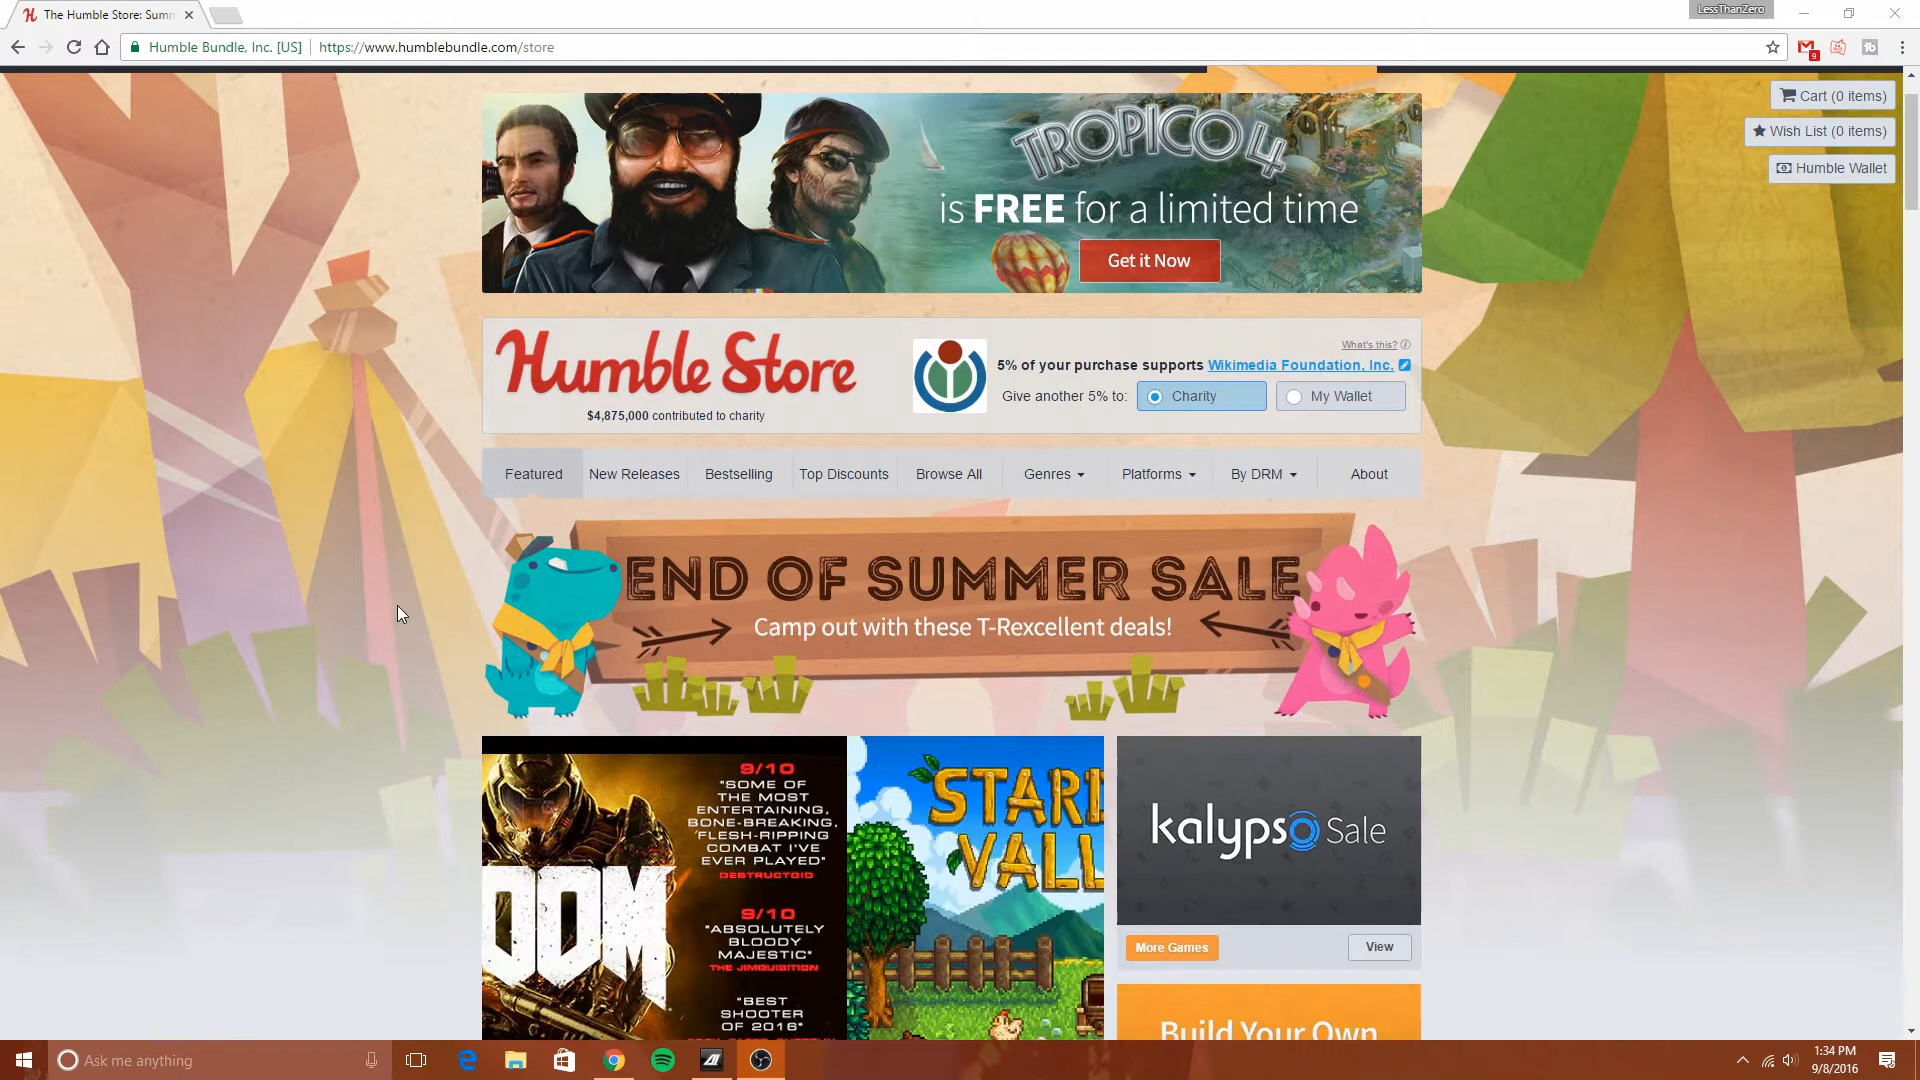 The Humble Store: Sum
LessThanZero
Humble Bundle, Inc. [US]
https://www.humblebundle.com/store
9
Cart (0 items)
Wish List (0 items)
Humble Wallet
TROPICO 4
is FREE for a limited time
Get it Now
Humble Store
$4,875,000 contributed to charity
What's this?
5% of your purchase supports Wikimedia Foundation, Inc.
Give another 5% to:
Charity
My Wallet
Featured
New Releases
Bestselling
Top Discounts
Browse All
Genres
Platforms
By DRM
About
END OF SUMMER SALE
Camp out with these T-Rexcellent deals!
9/10
"SOME OF
THE MOST
ENTERTAINING,
BONE-BREAKING,
'FLESH-RIPPING
COMBAT I'VE
EVER PLAYED"
DESTRUCTOID
OOM
9/10
"ABSOLUTELY
BLOODY
MAJESTIC"
THE JIMQUISITION
"BEST
SHOOTER
OF 2016"
STARD
VALL
kalypso Sale
More Games
View
Build Your Own
Ask me anything
1:34 PM
9/8/2016